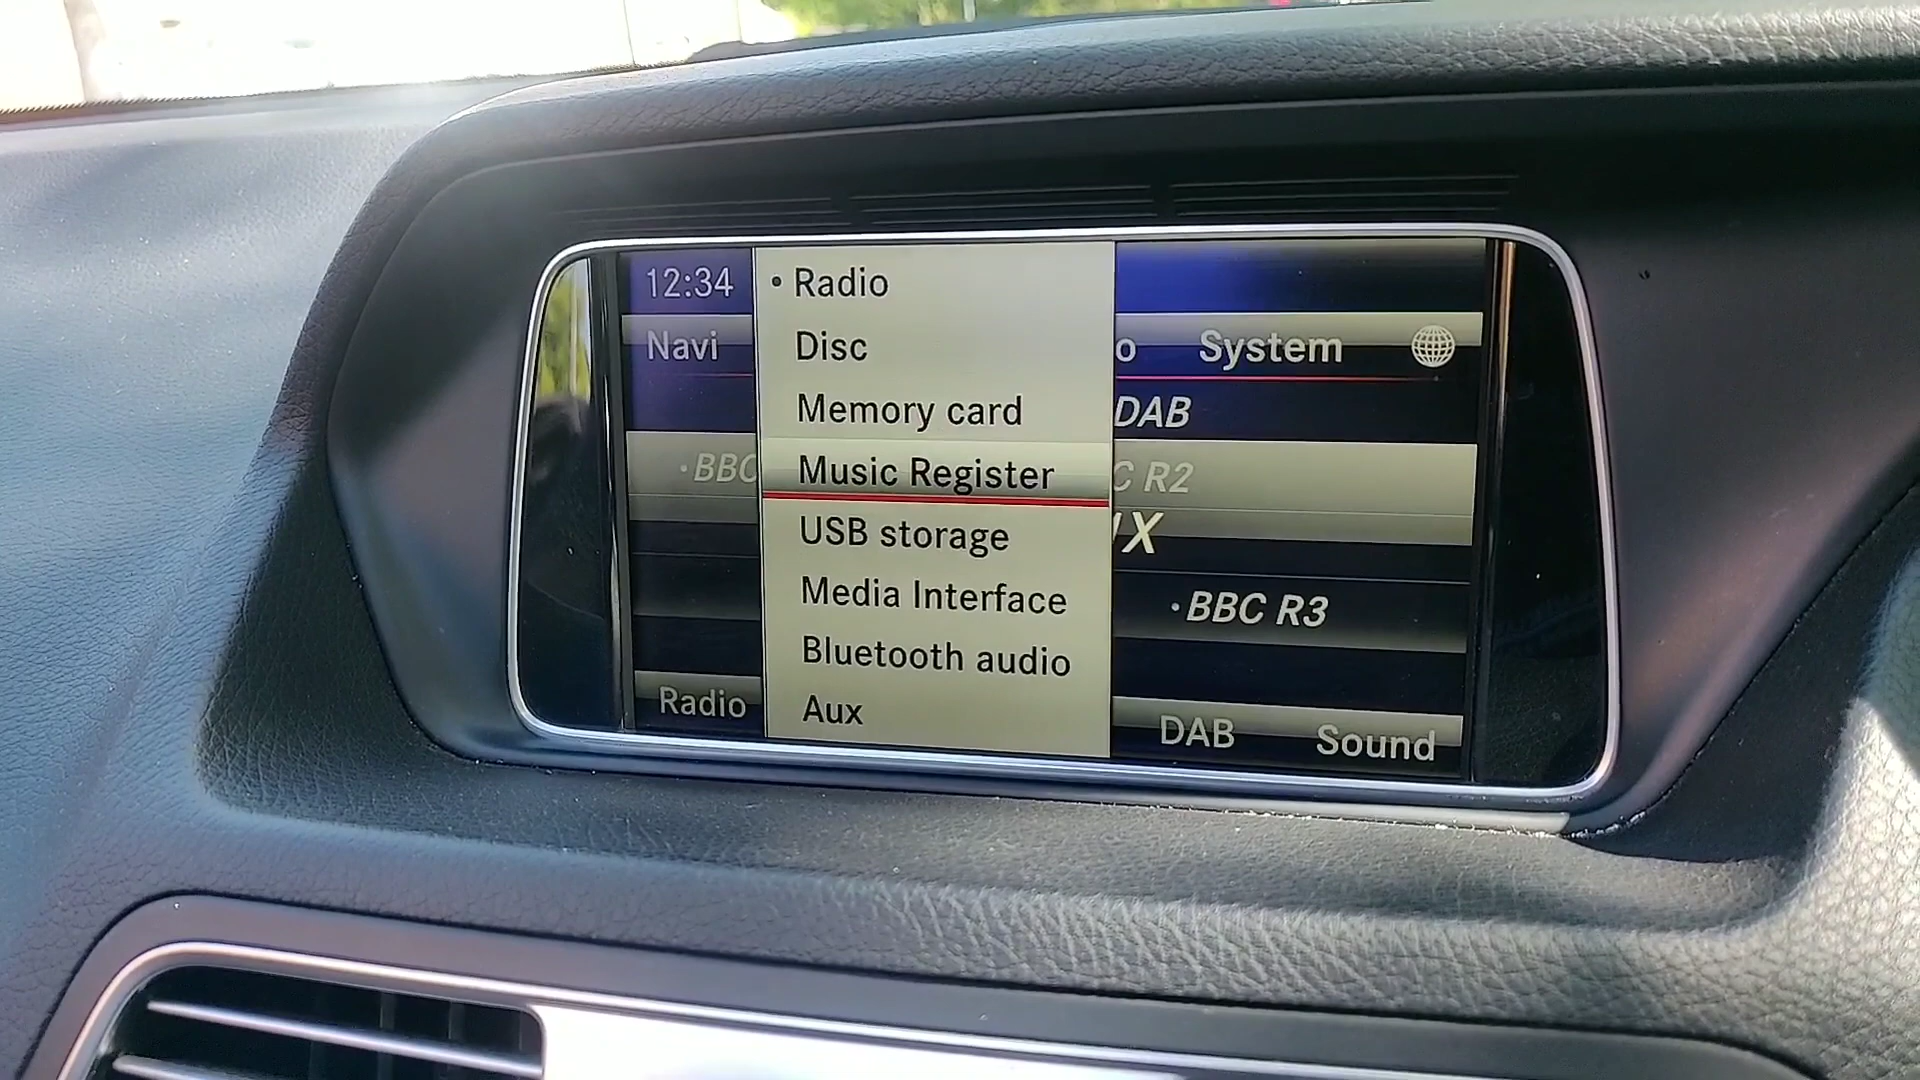 12:34
Navi
System
• Radio
Disc
Memory card
Music Register
USB storage
Media Interface
Bluetooth audio
Aux
o
DAB
•BBC
C R2
X
•BBC R3
Radio
DAB
Sound